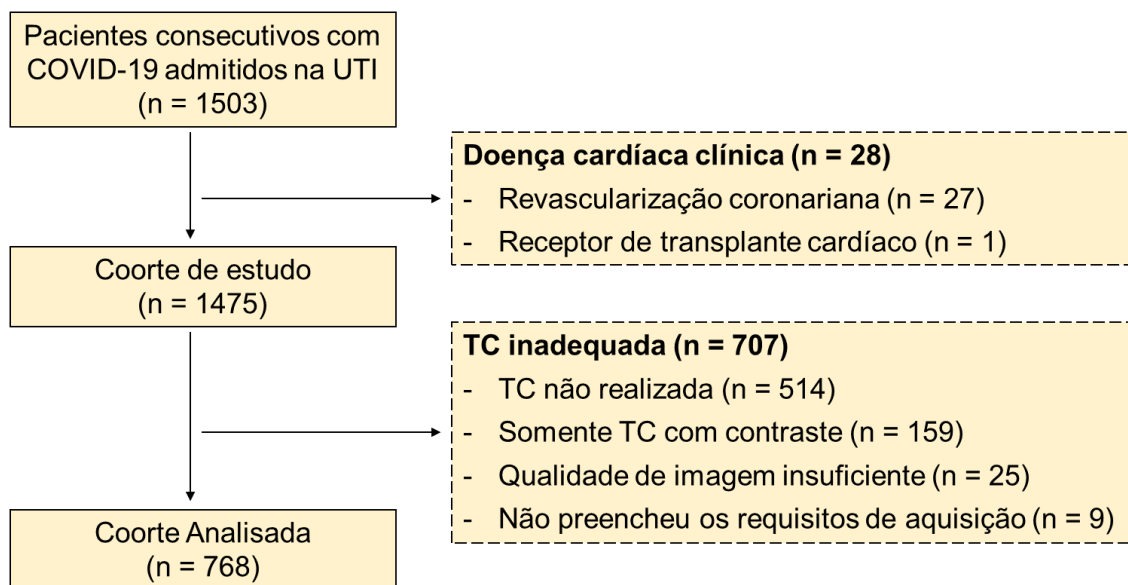 Pacientes consecutivos com
COVID-19 admitidos na UTI
(n = 1503)
Doença cardíaca clínica (n = 28)
- Revascularização coronariana (n = 27)
- Receptor de transplante cardíaco (n = 1)
Coorte de estudo
(n = 1475)
TC inadequada (n = 707)
- TC não realizada (n = 514)
- Somente TC com contraste (n = 159)
- Qualidade de imagem insuficiente (n = 25)
- Não preencheu os requisitos de aquisição (n = 9)
Coorte Analisada
(n = 768)